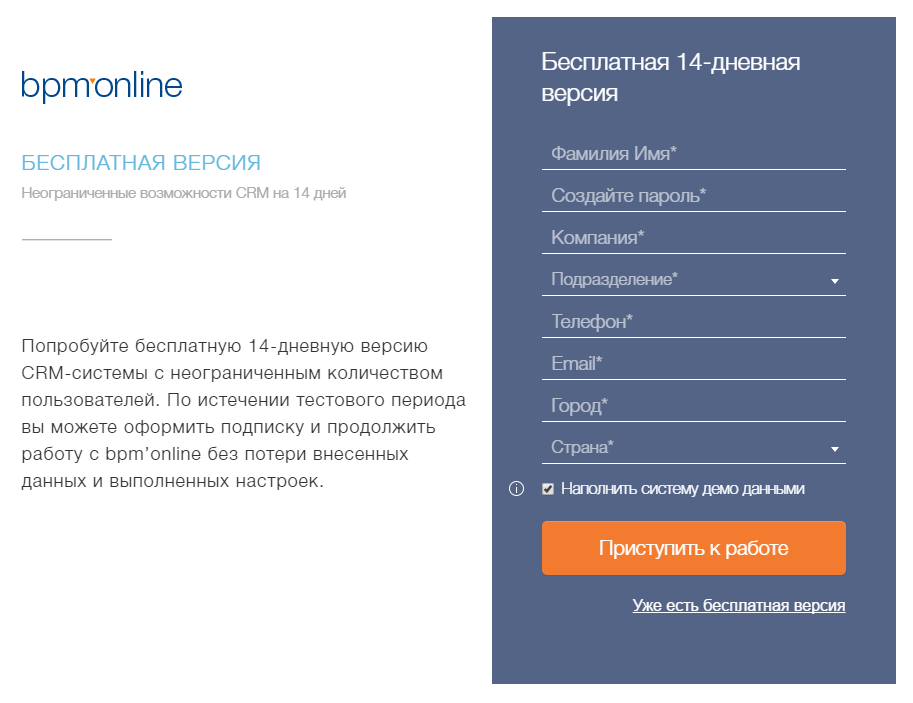 bpm'online
БЕСПЛАТНАЯ ВЕРСИЯ
Неограниченные возможности CRM на 14 дней
Попробуйте бесплатную 14-дневную версию
CRM-системы с неограниченным количеством
пользователей. По истечении тестового периода
вы можете оформить подписку и продолжить
работу с bpm’online без потери внесенных
данных и выполненных настроек.
Бесплатная 14-дневная
версия
Фамилия Имя*
Создайте пароль*
Компания*
Подразделение*
Телефон*
Email*
Город*
Страна*
Наполнить систему демо данными
Приступить к работе
Уже есть бесплатная версия